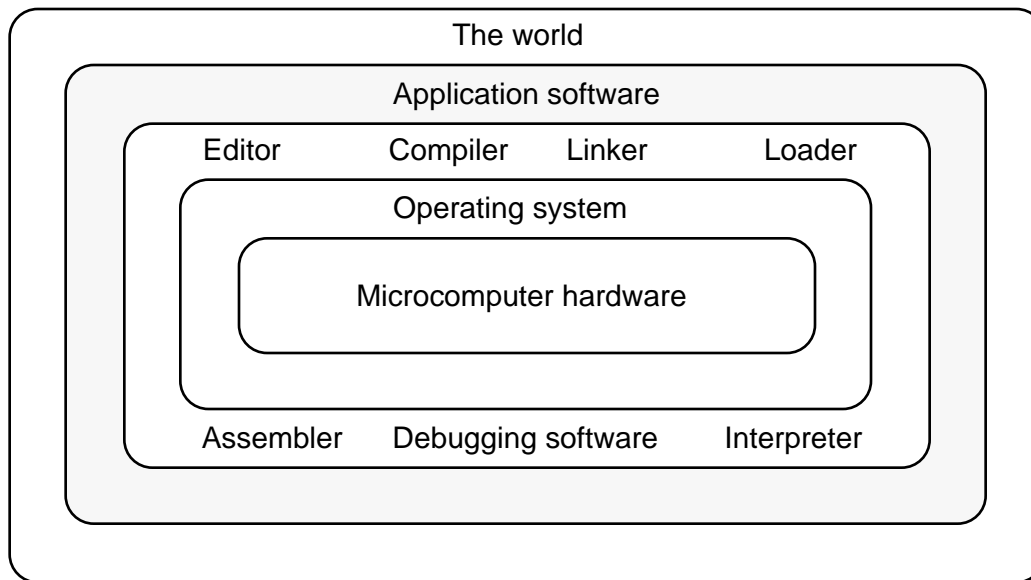 The world
Application software
Editor Compiler Linker Loader
Operating system
Microcomputer hardware
Assembler Debugging software Interpreter